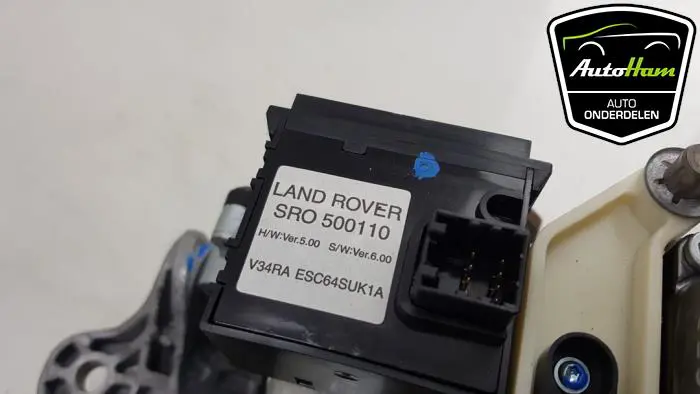 AutoHam
AUTO
ONDERDELEN
LAND ROVER
SRO 500110
H/W:Ver.5.00 S/W:Ver.6.00
V34RA ESC64SUK1A